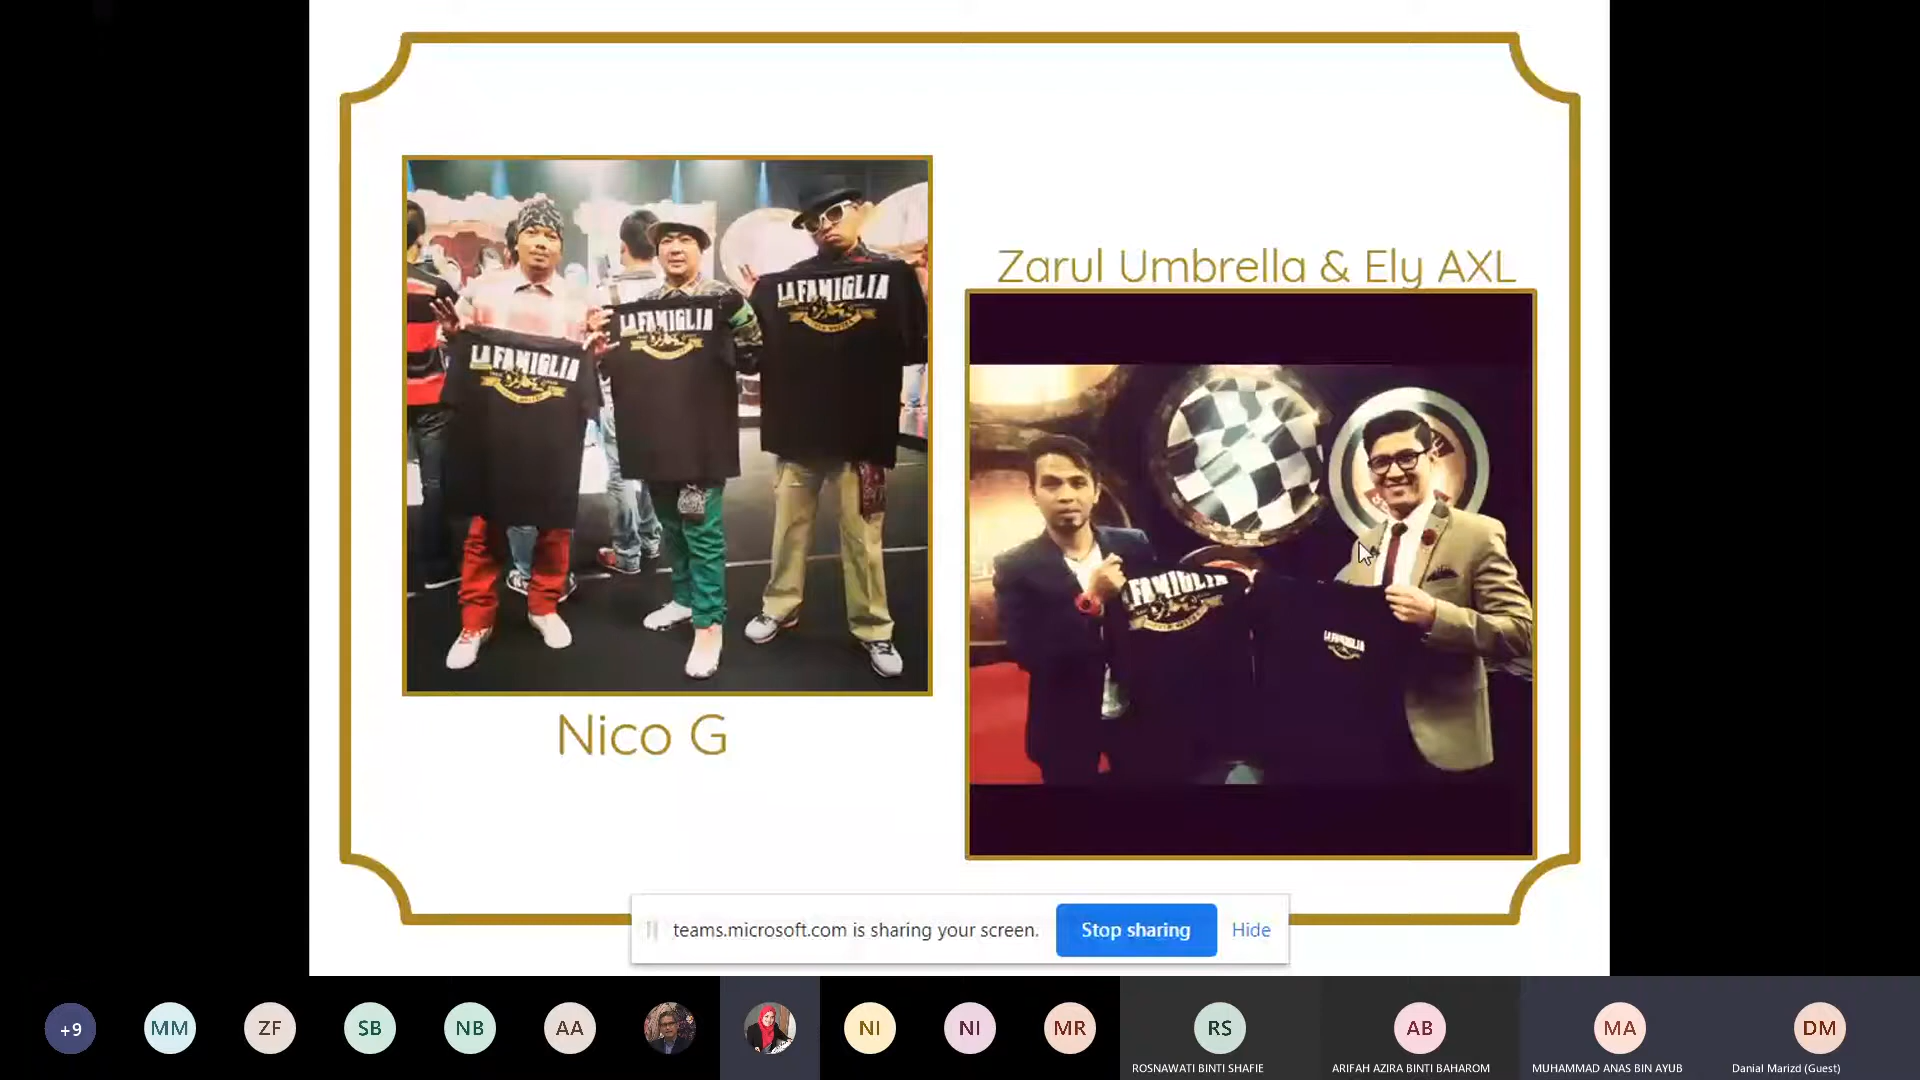 LA FAMIGLIA
LA FAMIGLIA
LA FAMIGLIA
Nico G
Zarul Umbrella & Ely AXL
LA FAMIGLIA
LA FAMIGLIA
teams.microsoft.com is sharing your screen.
Stop sharing
Hide
+9
MM
ZF
SB
NB
AA
NI
NI
MR
RS
AB
MA
DM
ROSNAWATI BINTI SHAFIE
ARIFAH AZIRA BINTI BAHAROM
MUHAMMAD ANAS BIN AYUB
Danial Marizd (Guest)